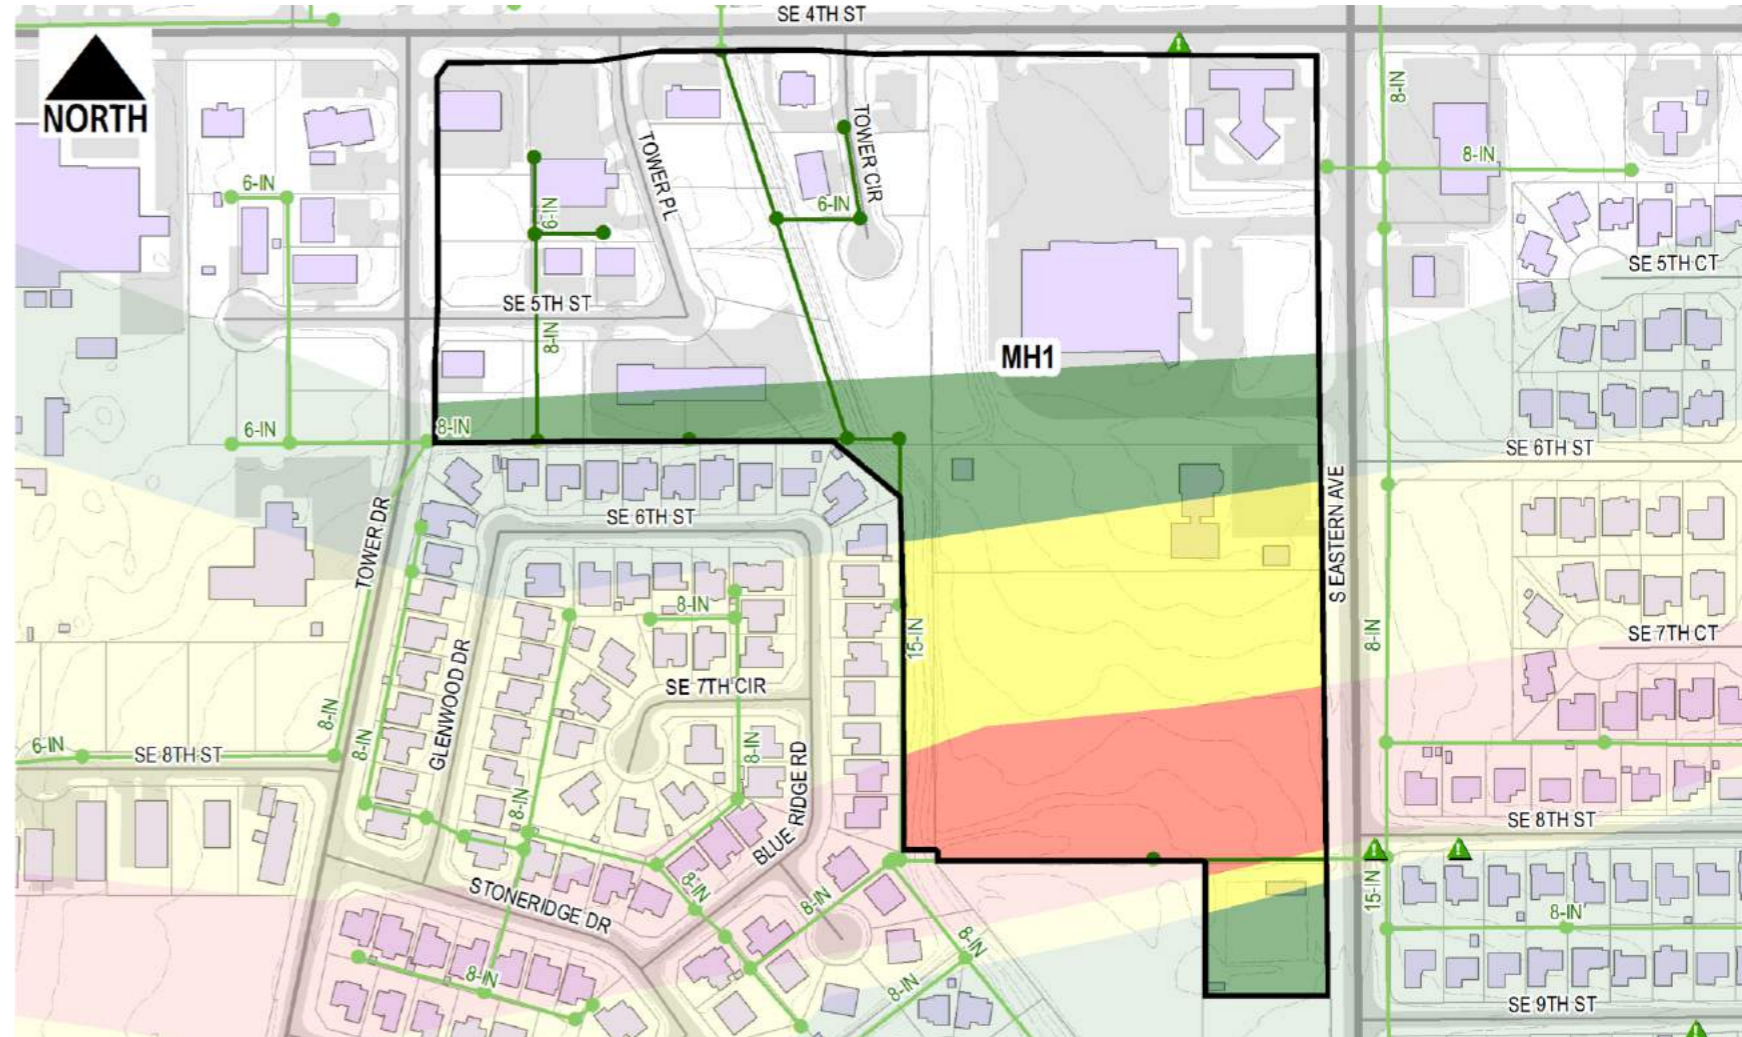 SE 4TH ST
NORTH
8-IN
TOWER CIR
TOWER PL
8-IN
6-IN
6-IN
6-IN
SE 5TH CT
SE 5TH ST
8-IN
MH1
8-IN
6-IN
SE 6TH ST
S EASTERN AVE
SE 6TH ST
TOWER DR
8-IN
15-IN
8-IN
SE 7TH CT
GLENWOOD DR
SE 7TH CIR
8-IN
6-IN
SE 8TH ST
8-IN
8-IN
BLUE RIDGE RD
8-IN
SE 8TH ST
STONERIDGE DR
8-IN
8-IN
15-IN
8-IN
8-IN
8-IN
8-IN
SE 9TH ST